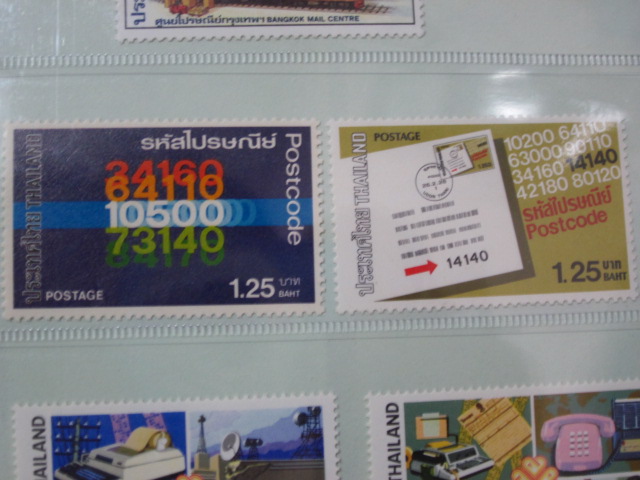 ศูนย์ไปรษณีย์กรุงเทพฯ BANGKOK MAIL CENTRE
ประเทศไทย THAILAND
รหัสไปรษณีย์
Postcode
34160
64110
10500
73140
84170
POSTAGE
1.25 บาท
BAHT
ประเทศไทย THAILAND
POSTAGE
10200 64110
63000 90110
34160 14140
42180 80120
รหัสไปรษณีย์
Postcode
14140
1.25 บาท
BAHT
THAILAND
THAILAND